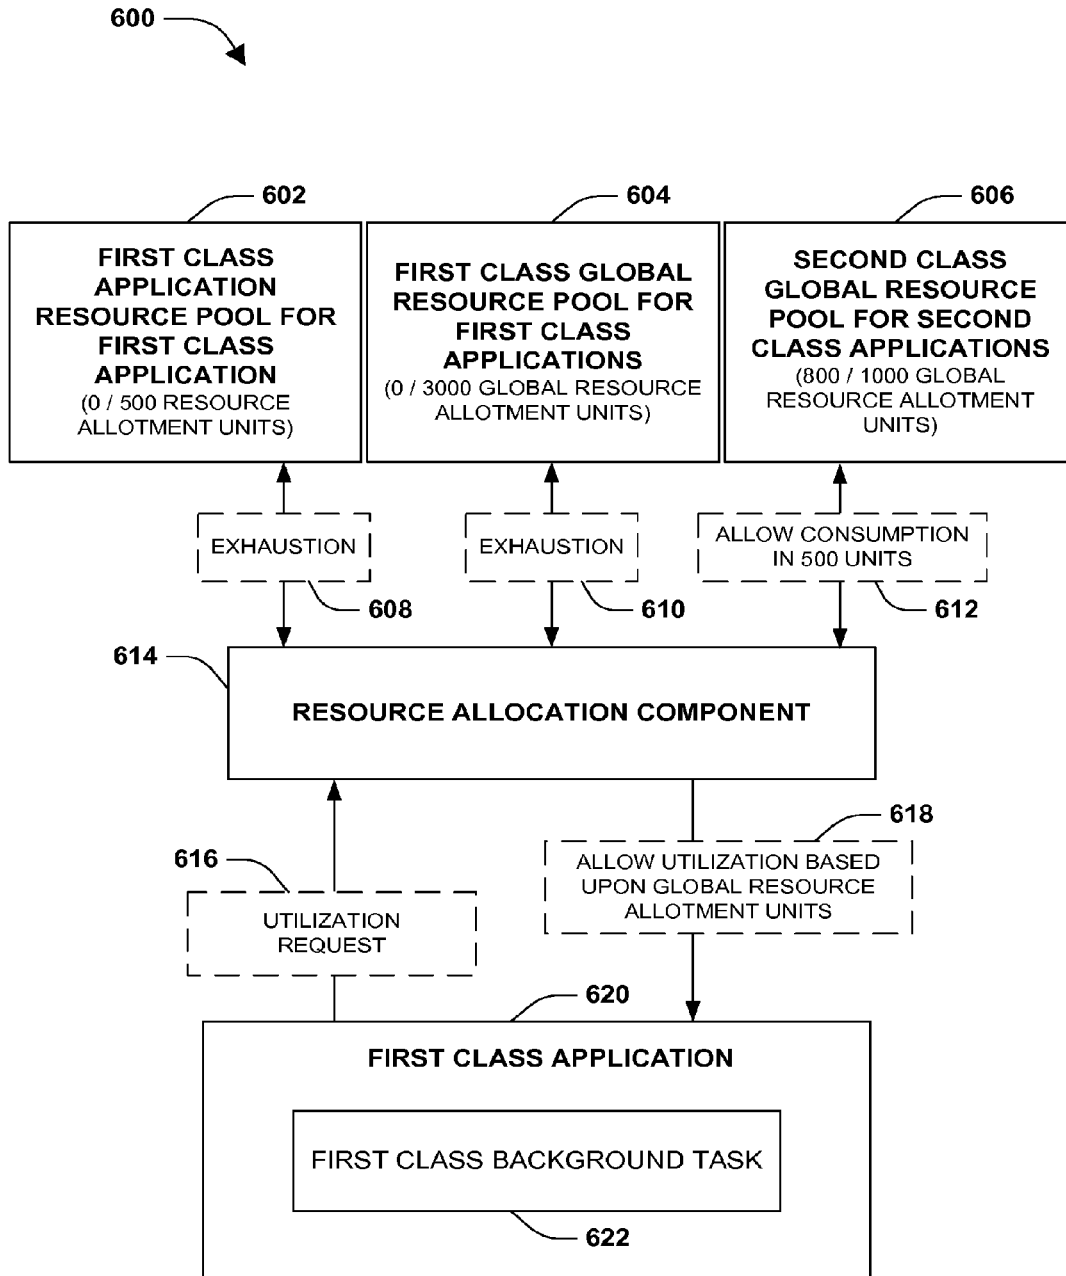 600
602
604
606
FIRST CLASS
APPLICATION
RESOURCE POOL FOR
FIRST CLASS
APPLICATION
(0 / 500 RESOURCE
ALLOTMENT UNITS)
FIRST CLASS GLOBAL
RESOURCE POOL FOR
FIRST CLASS
APPLICATIONS
(0 / 3000 GLOBAL RESOURCE
ALLOTMENT UNITS)
SECOND CLASS
GLOBAL RESOURCE
POOL FOR SECOND
CLASS APPLICATIONS
(800 / 1000 GLOBAL
RESOURCE ALLOTMENT
UNITS)
EXHAUSTION
608
EXHAUSTION
610
ALLOW CONSUMPTION
IN 500 UNITS
612
614
RESOURCE ALLOCATION COMPONENT
616
UTILIZATION
REQUEST
618
ALLOW UTILIZATION BASED
UPON GLOBAL RESOURCE
ALLOTMENT UNITS
620
FIRST CLASS APPLICATION
FIRST CLASS BACKGROUND TASK
622